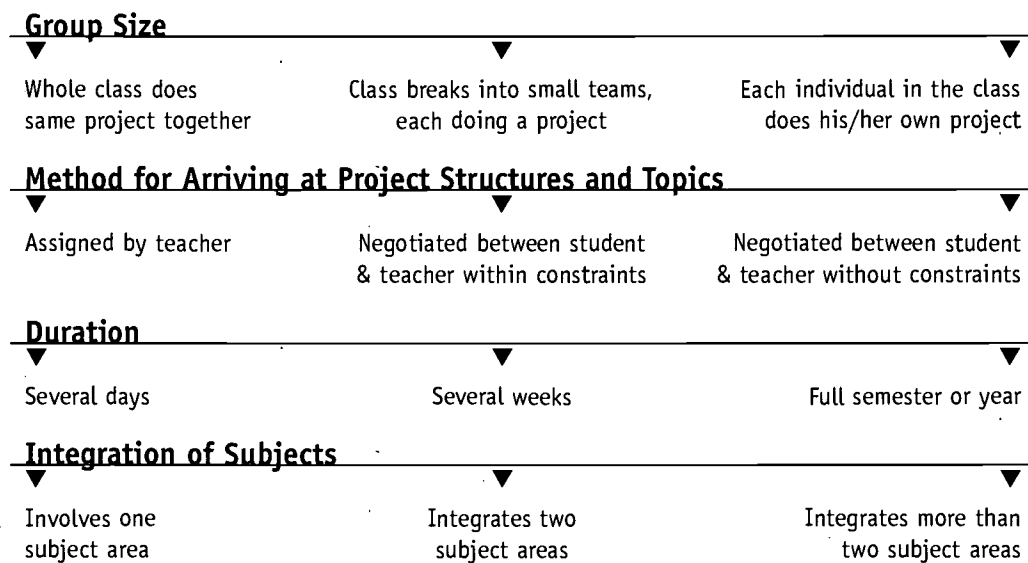 Group Size
Whole class does
same project together
Class breaks into small teams,
each doing a project
Each individual in the class
does his/her own project
Method for Arriving at Project Structures and Topics
Assigned by teacher
Negotiated between student
& teacher within constraints
Negotiated between student
& teacher without constraints
Duration
Several days
Several weeks
Full semester or year
Integration of Subjects
Involves one
subject area
Integrates two
subject areas
Integrates more than
two subject areas